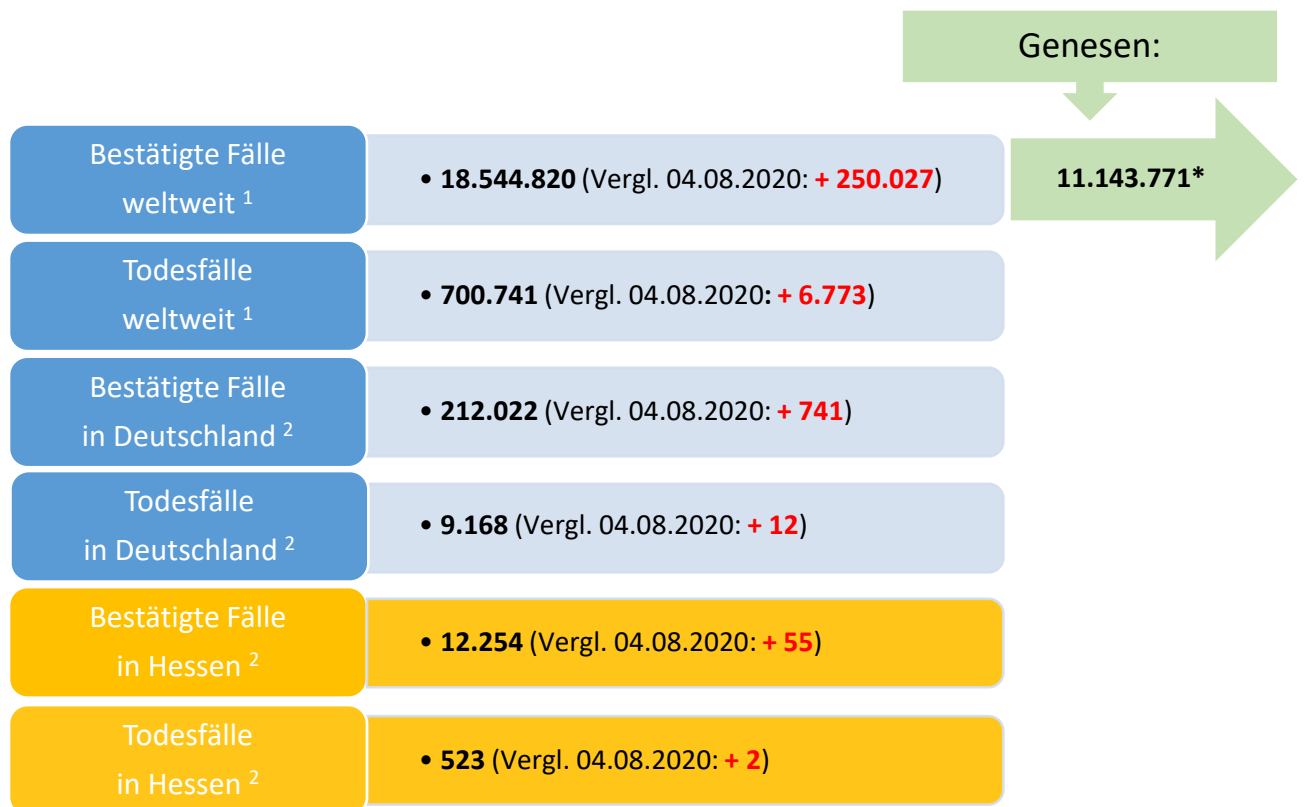 Genesen:
Bestätigte Fälle
weltweit ¹
• 18.544.820 (Vergl. 04.08.2020: + 250.027)
11.143.771*
Todesfälle
weltweit ¹
• 700.741 (Vergl. 04.08.2020: + 6.773)
Bestätigte Fälle
in Deutschland ²
• 212.022 (Vergl. 04.08.2020: + 741)
Todesfälle
in Deutschland ²
• 9.168 (Vergl. 04.08.2020: + 12)
Bestätigte Fälle
in Hessen ²
• 12.254 (Vergl. 04.08.2020: + 55)
Todesfälle
in Hessen ²
• 523 (Vergl. 04.08.2020: + 2)